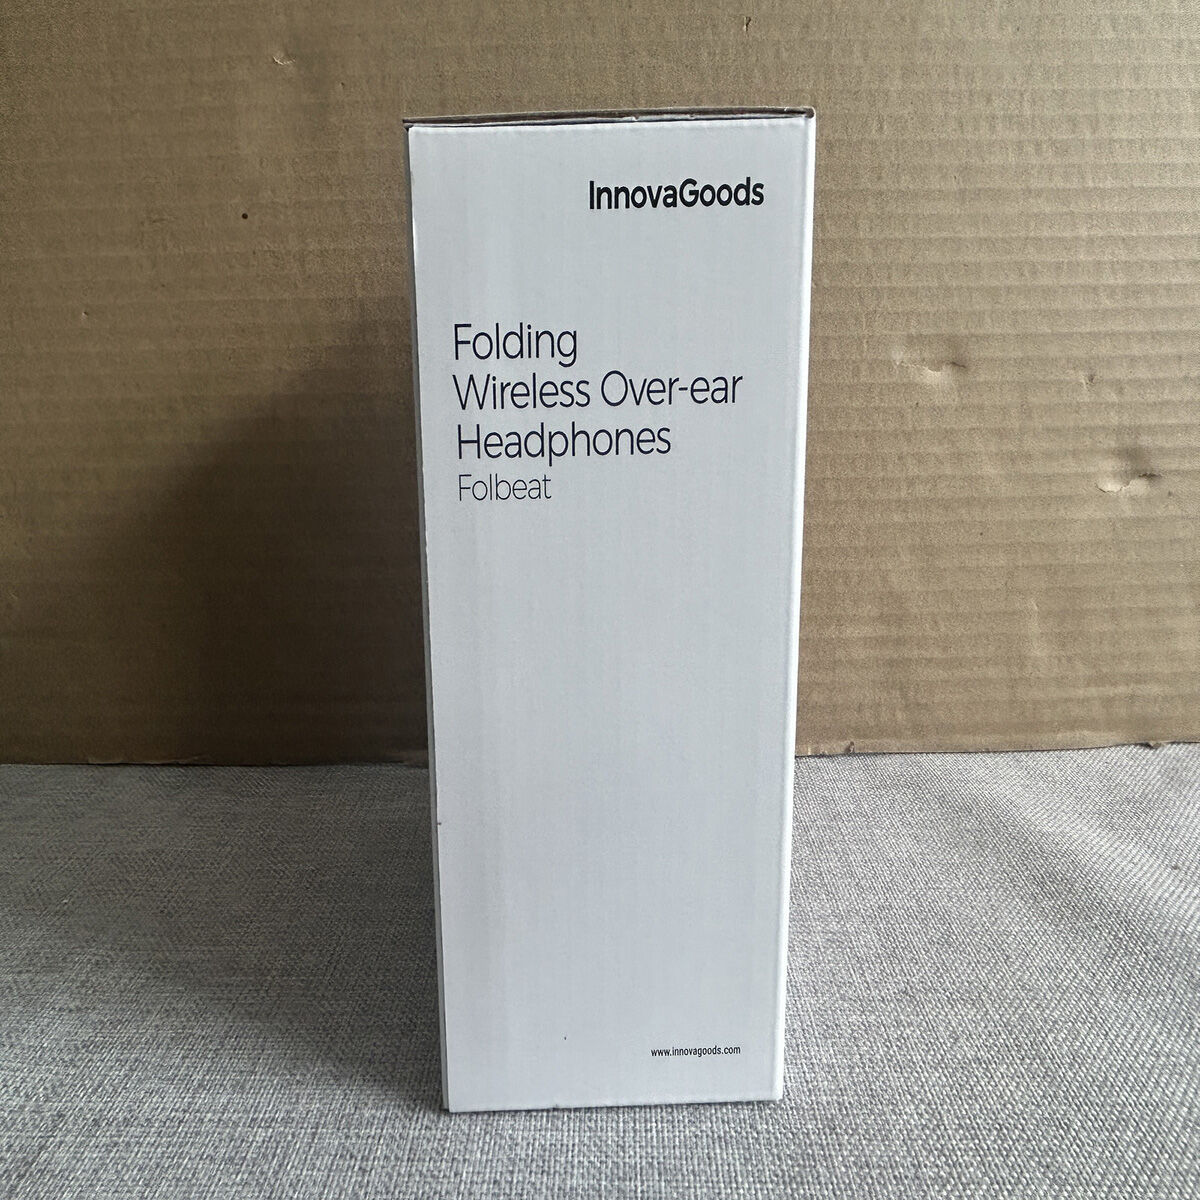 InnovaGoods
Folding
Wireless Over-ear
Headphones
Folbeat
www.innovagoods.com